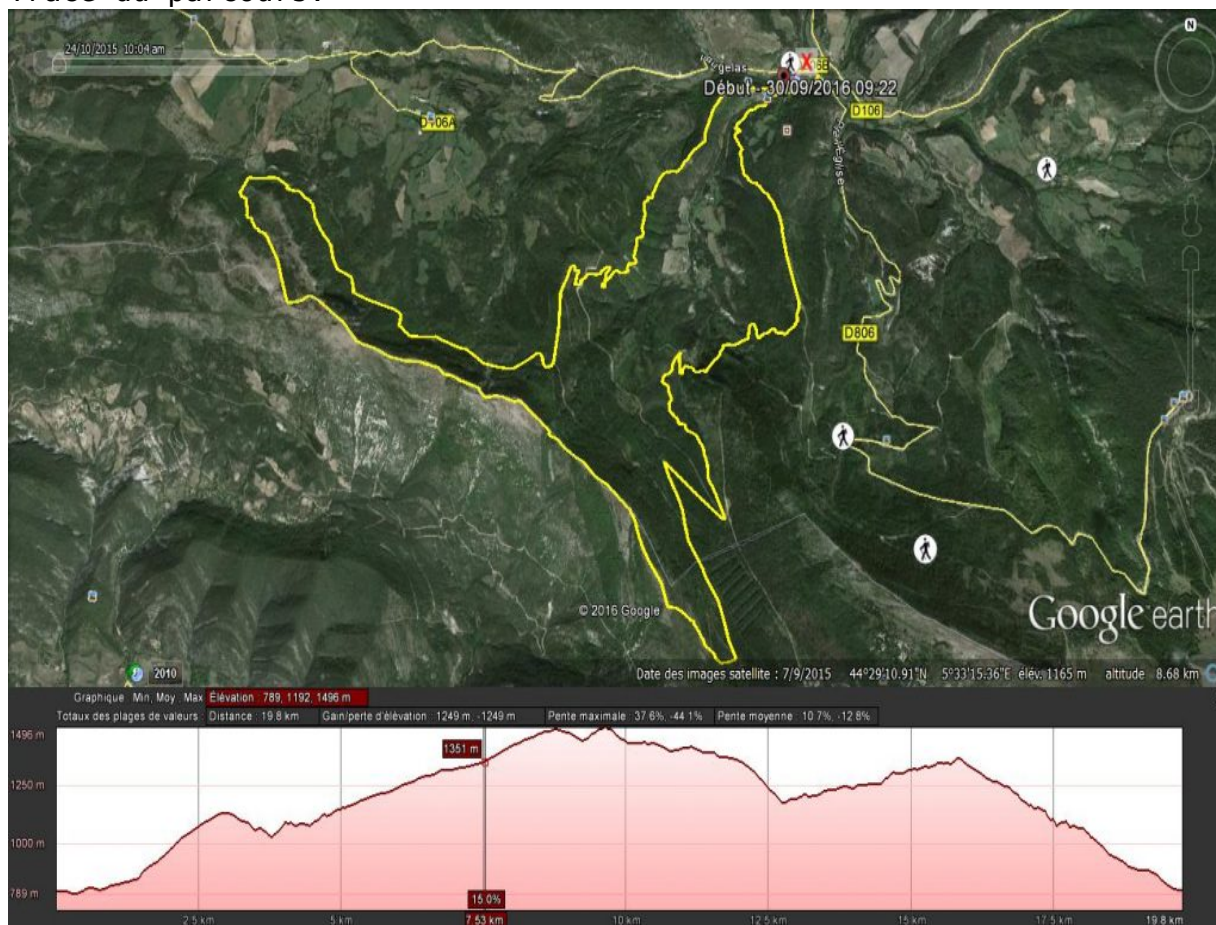 Tracé du parcours:
24/10/2015 10:04 am
N
D106A
Début - 30/09/2016 09:22
D106
D806
© 2016 Google
Google earth
2010
Date des images satellite : 7/9/2015 44°29'10.91"N 5°33'15.36"E élév. 1165 m altitude 8.68 km
Graphique : Min, Moy, Max Élévation : 789, 1192, 1496 m
Totaux des plages de valeurs : Distance : 19.8 km Gain/perte d'élévation : 1249 m, -1249 m Pente maximale : 37.6%, -44.1% Pente moyenne : 10.7%, -12.8%
1496 m
1351 m
1250 m
1000 m
789 m
15.0%
2.5 km 5 km 7.53 km 10 km 12.5 km 15 km 17.5 km 19.8 km